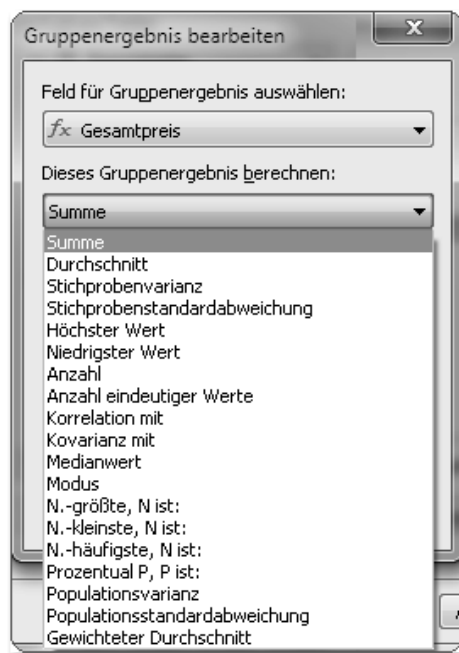 Gruppenergebnis bearbeiten
Feld für Gruppenergebnis auswählen:
fx Gesamtpreis
Dieses Gruppenergebnis berechnen:
Summe
Summe
Durchschnitt
Stichprobenvarianz
Stichprobenstandardabweichung
Höchster Wert
Niedrigster Wert
Anzahl
Anzahl eindeutiger Werte
Korrelation mit
Kovarianz mit
Medianwert
Modus
N.-größte, N ist:
N.-kleinste, N ist:
N.-häufigste, N ist:
Prozentual P, P ist:
Populationsvarianz
Populationsstandardabweichung
Gewichteter Durchschnitt